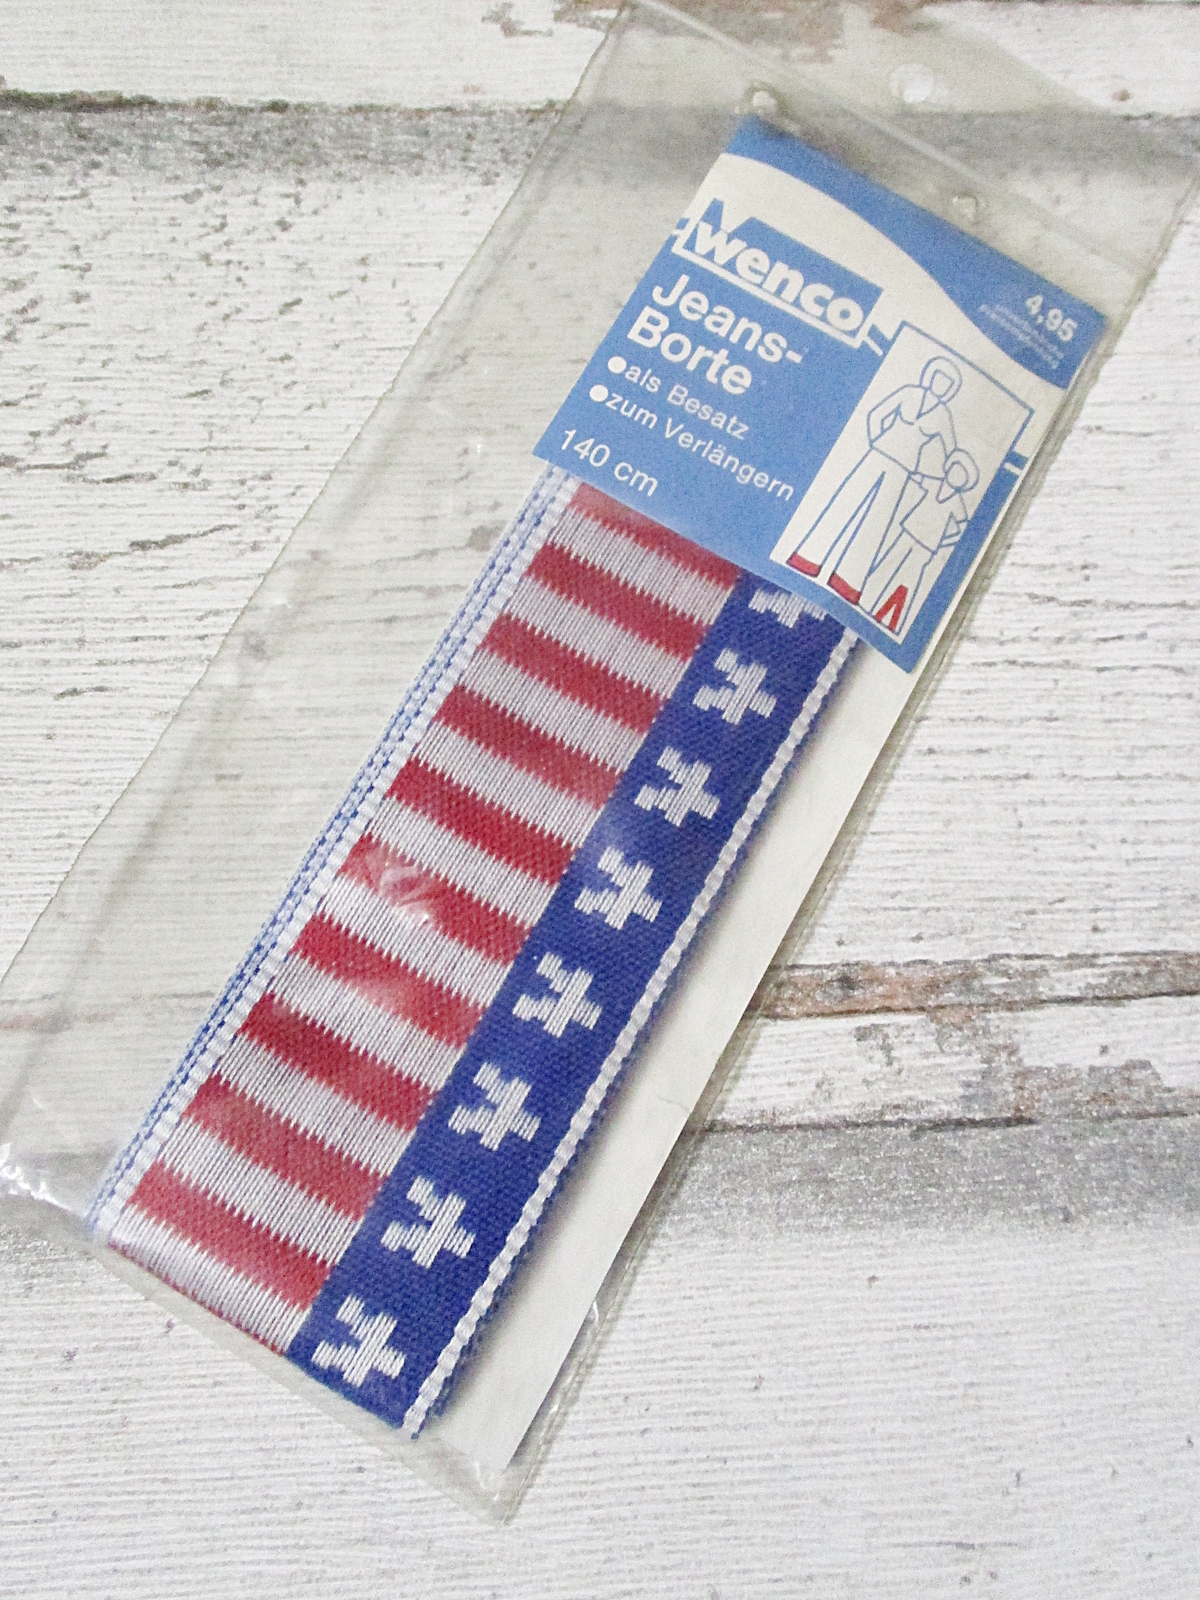 4,95
wenco
Jeans-
Borte
●als Besatz
●zum Verlängern
140 cm